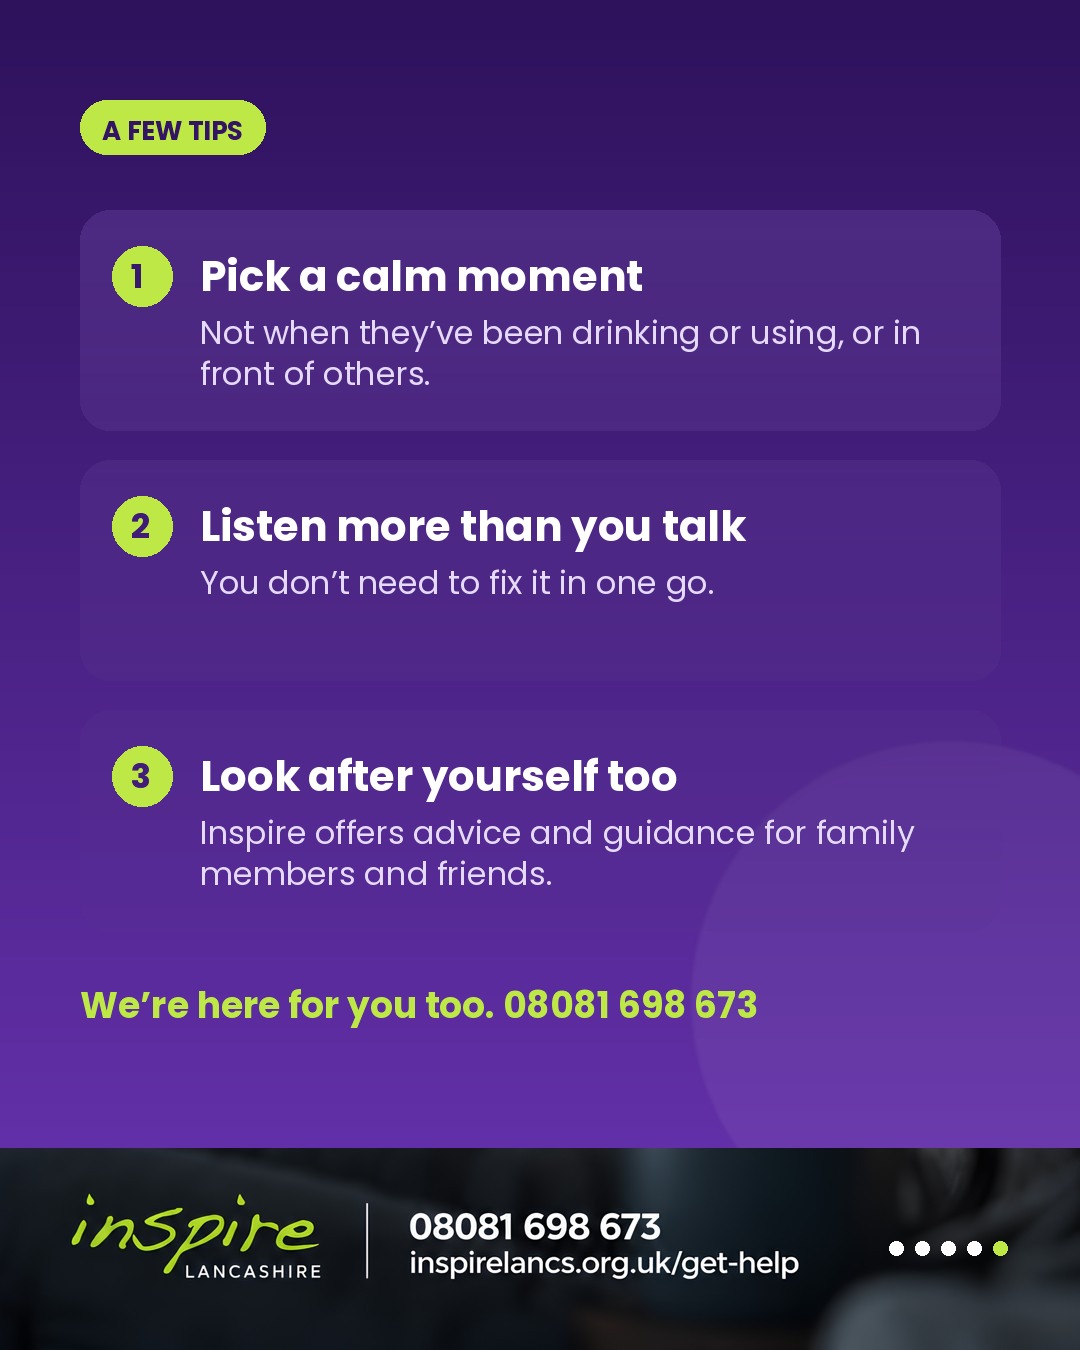 A FEW TIPS
1
Pick a calm moment
Not when they’ve been drinking or using, or in
front of others.
2
Listen more than you talk
You don’t need to fix it in one go.
3
Look after yourself too
Inspire offers advice and guidance for family
members and friends.
We’re here for you too. 08081 698 673
inspire
LANCASHIRE
08081 698 673
inspirelancs.org.uk/get-help